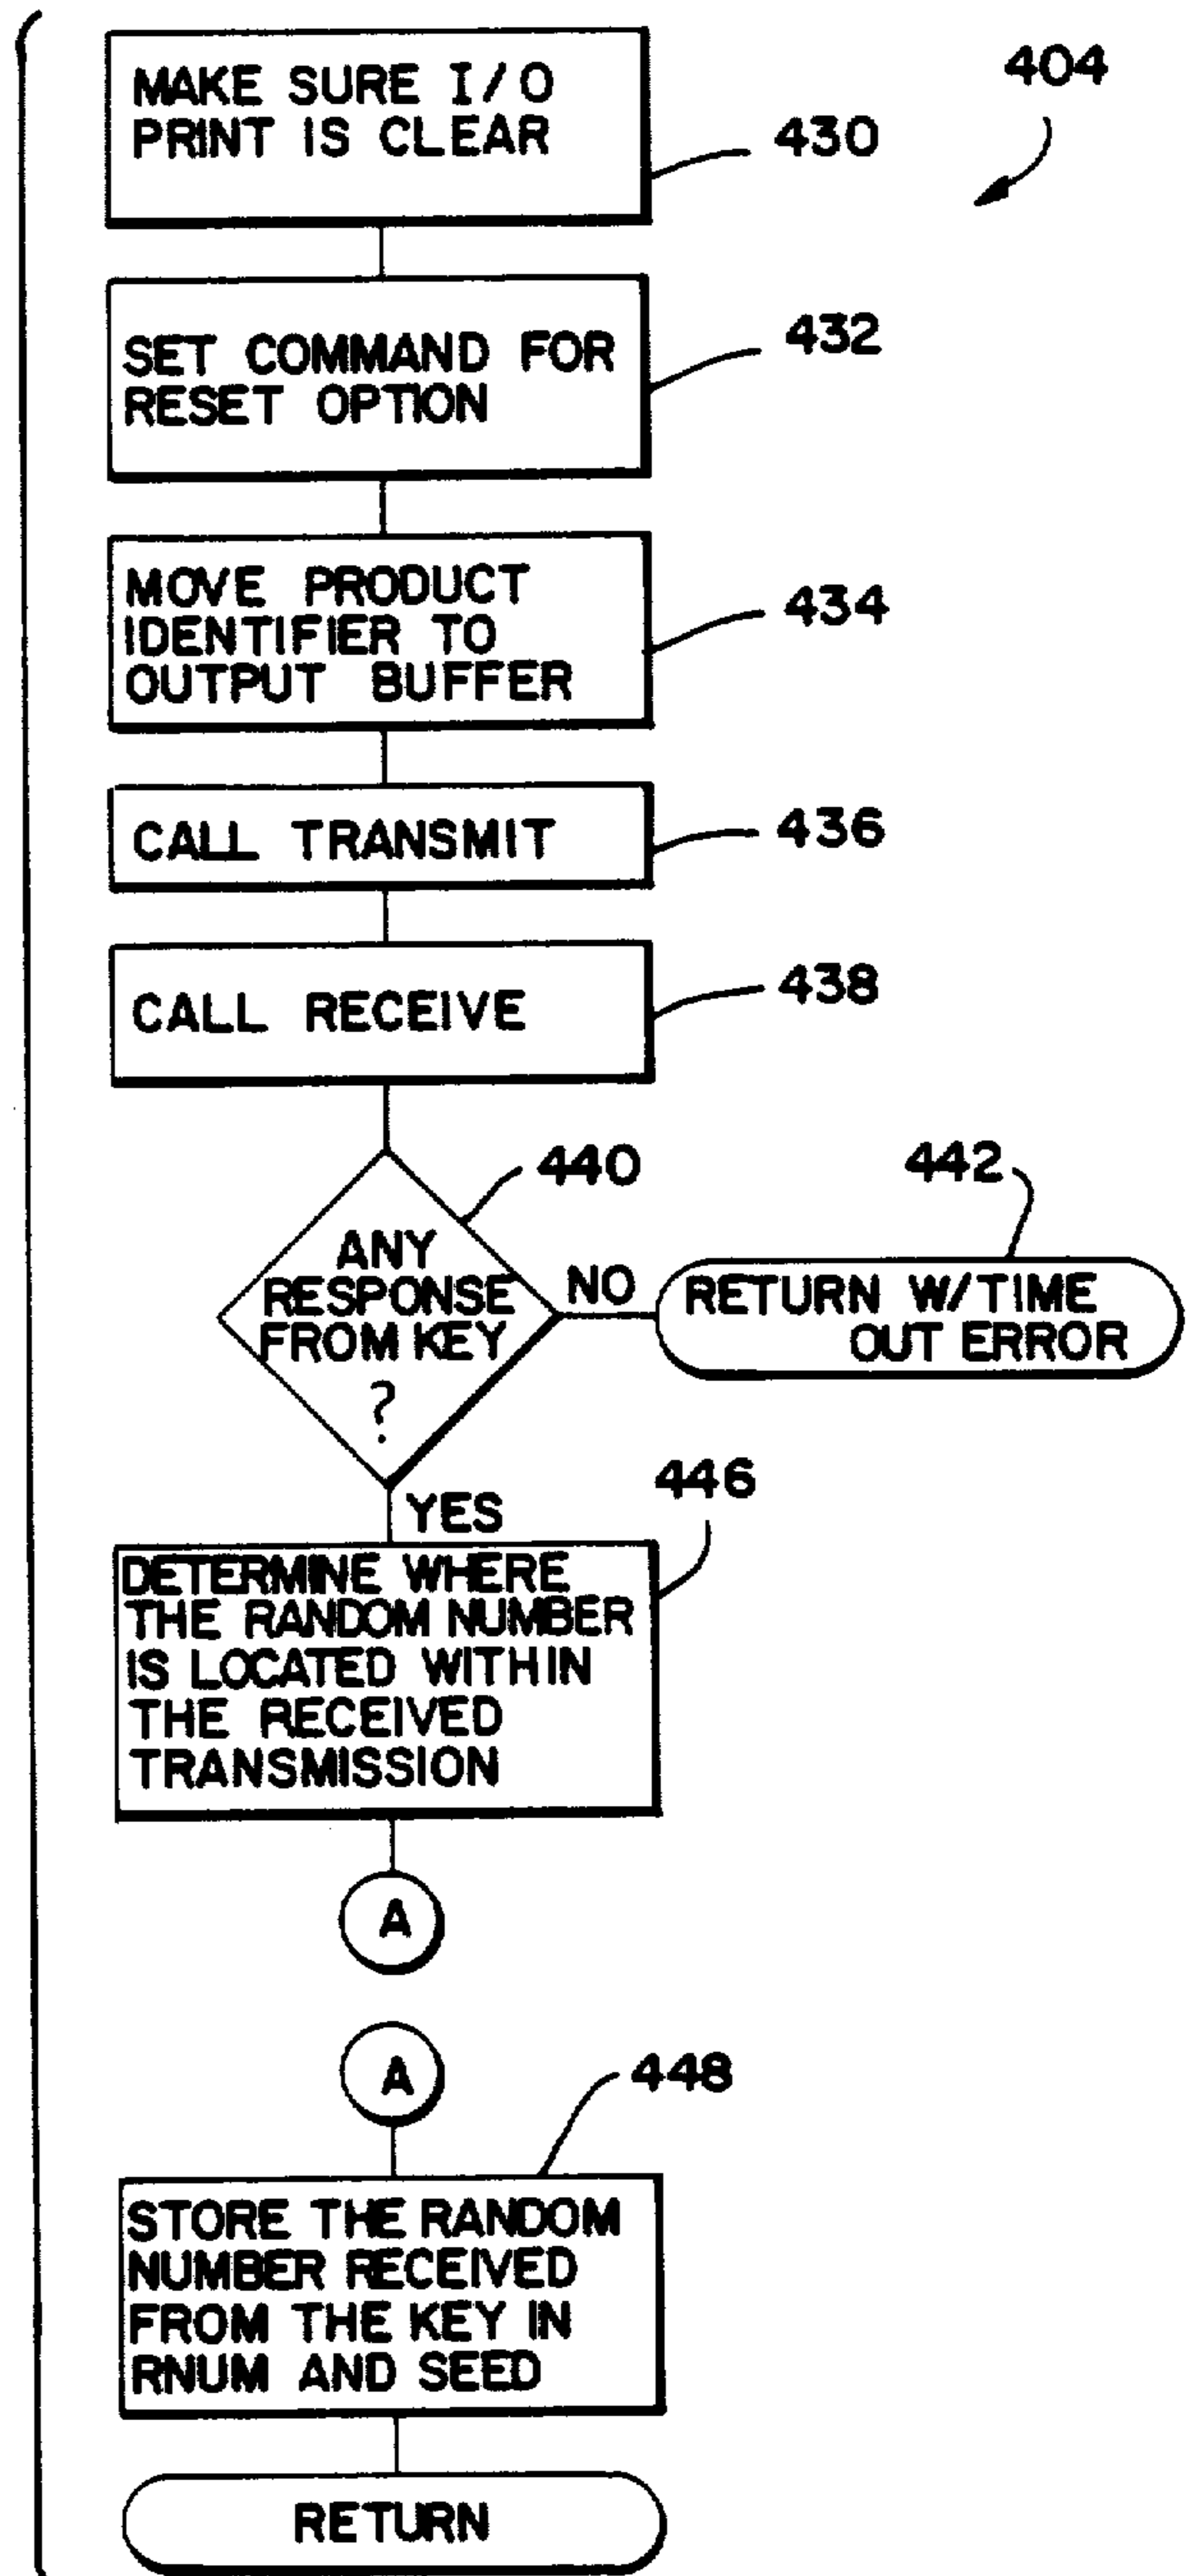 404
MAKE SURE I/O
PRINT IS CLEAR
430
SET COMMAND FOR
RESET OPTION
432
MOVE PRODUCT
IDENTIFIER TO
OUTPUT BUFFER
434
CALL TRANSMIT
436
CALL RECEIVE
438
440
ANY
RESPONSE
FROM KEY
?
NO
442
RETURN W/TIME
OUT ERROR
YES
446
DETERMINE WHERE
THE RANDOM NUMBER
IS LOCATED WITHIN
THE RECEIVED
TRANSMISSION
A
A
448
STORE THE RANDOM
NUMBER RECEIVED
FROM THE KEY IN
RNUM AND SEED
RETURN